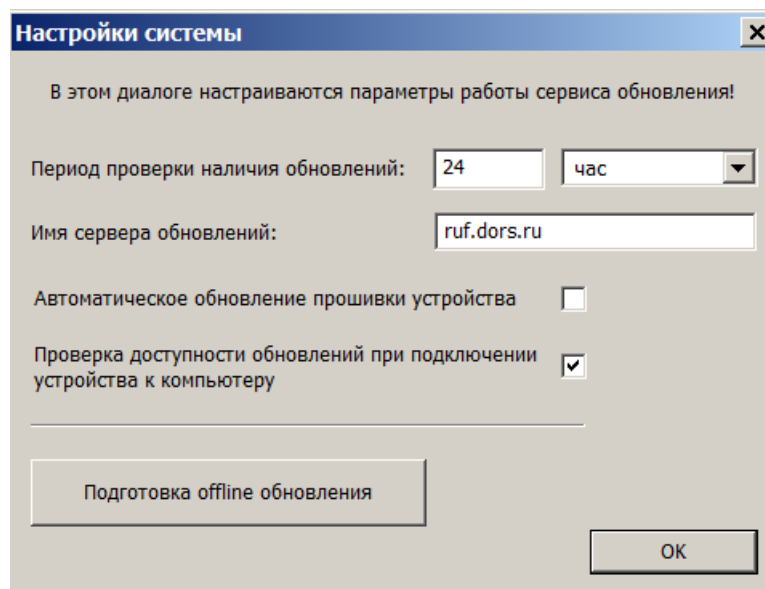 Настройки системы
В этом диалоге настраиваются параметры работы сервиса обновления!
Период проверки наличия обновлений: 24 час
Имя сервера обновлений: ruf.dors.ru
Автоматическое обновление прошивки устройства
Проверка доступности обновлений при подключении
устройства к компьютеру
Подготовка offline обновления
OK